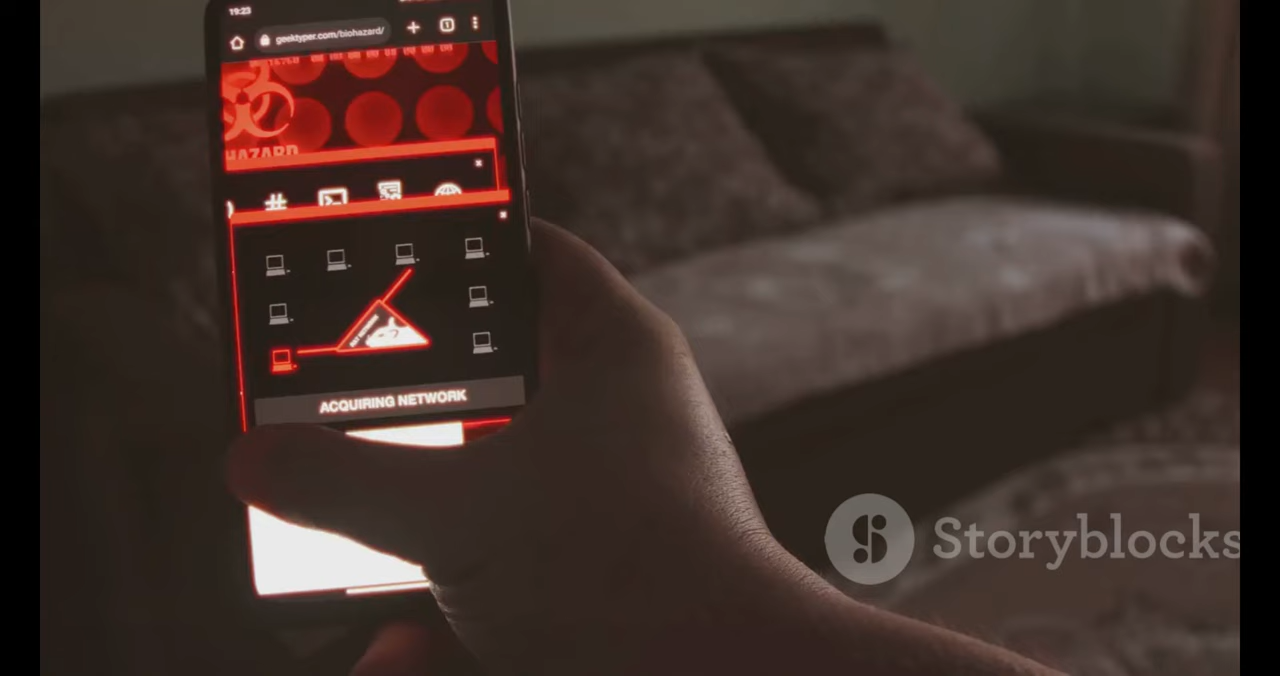 19:23
geektyper.com/biohazard/
HAZARD
ACQUIRING NETWORK
Storyblocks